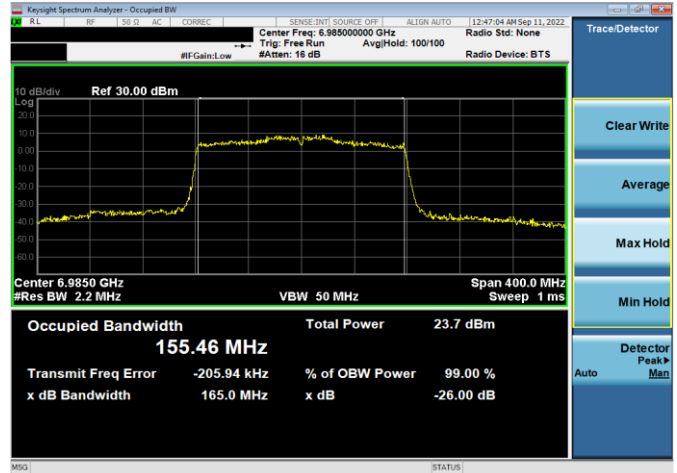 Keysight Spectrum Analyzer - Occupied BW
RL RF 50 Ω AC CORREC SENSE:INT SOURCE OFF ALIGN AUTO 12:47:04 AM Sep 11, 2022
Center Freq: 6.985000000 GHz Radio Std: None
Trig: Free Run Avg|Hold: 100/100
#IFGain:Low #Atten: 16 dB Radio Device: BTS
Trace/Detector
10 dB/div Ref 30.00 dBm
Log
20.0
10.0
0.00
-10.0
-20.0
-30.0
-40.0
-50.0
-60.0
Center 6.9850 GHz Span 400.0 MHz
#Res BW 2.2 MHz VBW 50 MHz Sweep 1 ms
Occupied Bandwidth Total Power 23.7 dBm
155.46 MHz
Transmit Freq Error -205.94 kHz % of OBW Power 99.00 %
x dB Bandwidth 165.0 MHz x dB -26.00 dB
Clear Write
Average
Max Hold
Min Hold
Detector
Peak▶
Auto Man
MSG STATUS